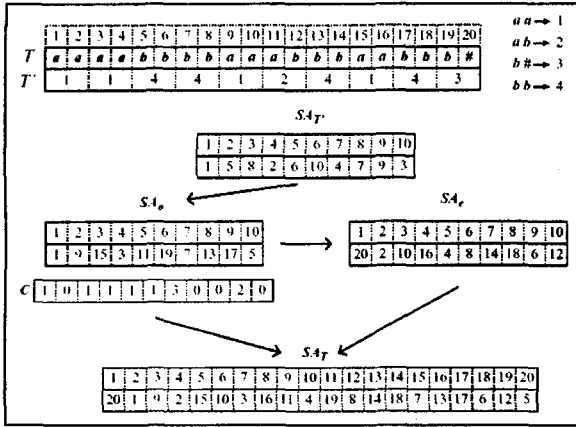 1 2 3 4 5 6 7 8 9 10 11 12 13 14 15 16 17 18 19 20
T a a a a b b b b a a a b b b a a b b b #
T' 1 1 4 4 1 2 4 1 4 3
a a → 1
a b → 2
b # → 3
b b → 4
SA_T'
1 2 3 4 5 6 7 8 9 10
1 5 8 2 6 10 4 7 9 3
SA_o
1 2 3 4 5 6 7 8 9 10
1 9 15 3 11 19 7 13 17 5
SA_e
1 2 3 4 5 6 7 8 9 10
20 2 10 16 4 8 14 18 6 12
C 1 0 1 1 1 1 3 0 0 2 0
SA_T
1 2 3 4 5 6 7 8 9 10 11 12 13 14 15 16 17 18 19 20
20 1 9 2 15 10 3 16 11 4 19 8 14 18 7 13 17 6 12 5